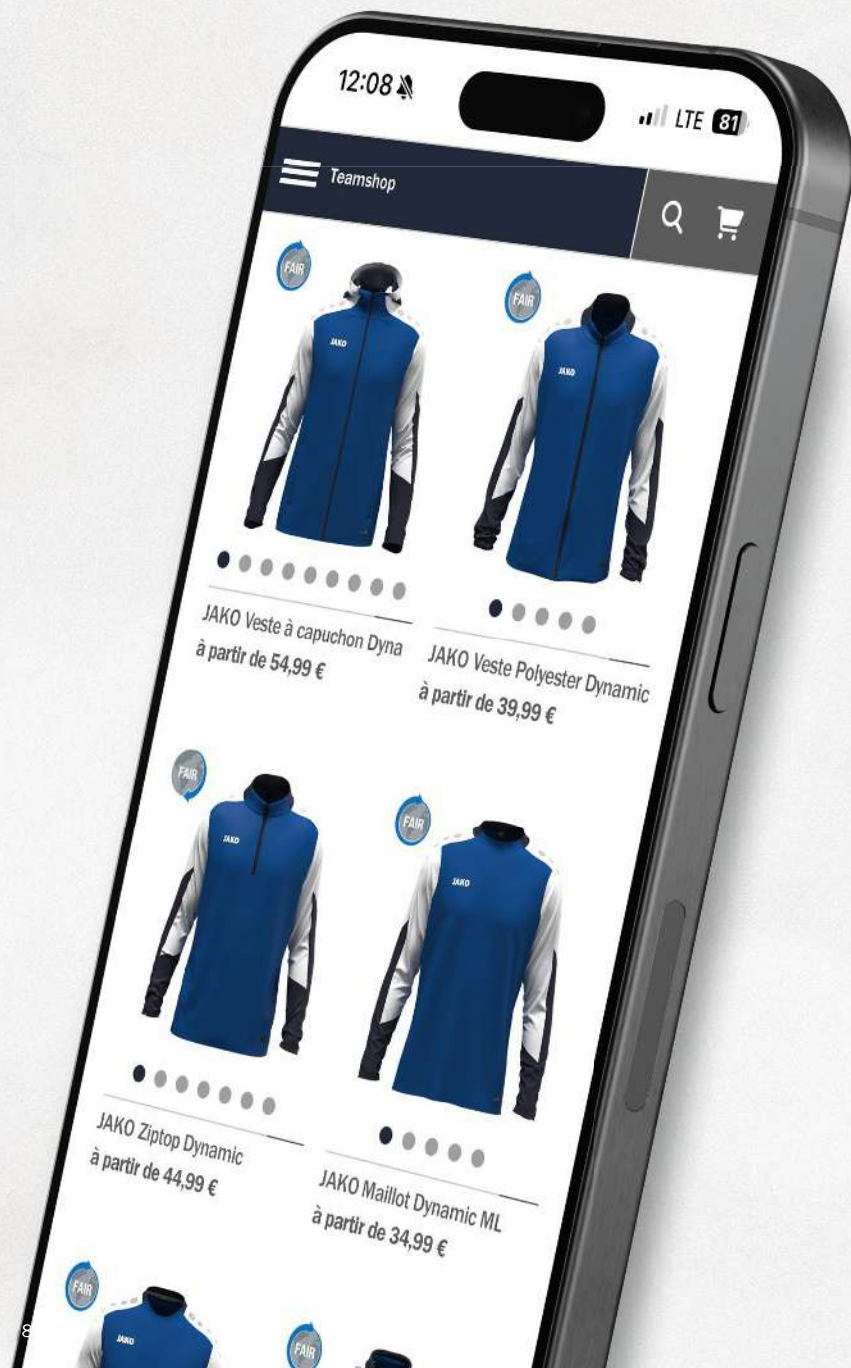 12:08
LTE 81
Teamshop
FAIR
FAIR
JAKO
JAKO
JAKO Veste à capuchon Dyna
à partir de 54,99 €
JAKO Veste Polyester Dynamic
à partir de 39,99 €
FAIR
FAIR
JAKO
JAKO
JAKO Ziptop Dynamic
à partir de 44,99 €
JAKO Maillot Dynamic ML
à partir de 34,99 €
FAIR
FAIR
JAKO
8